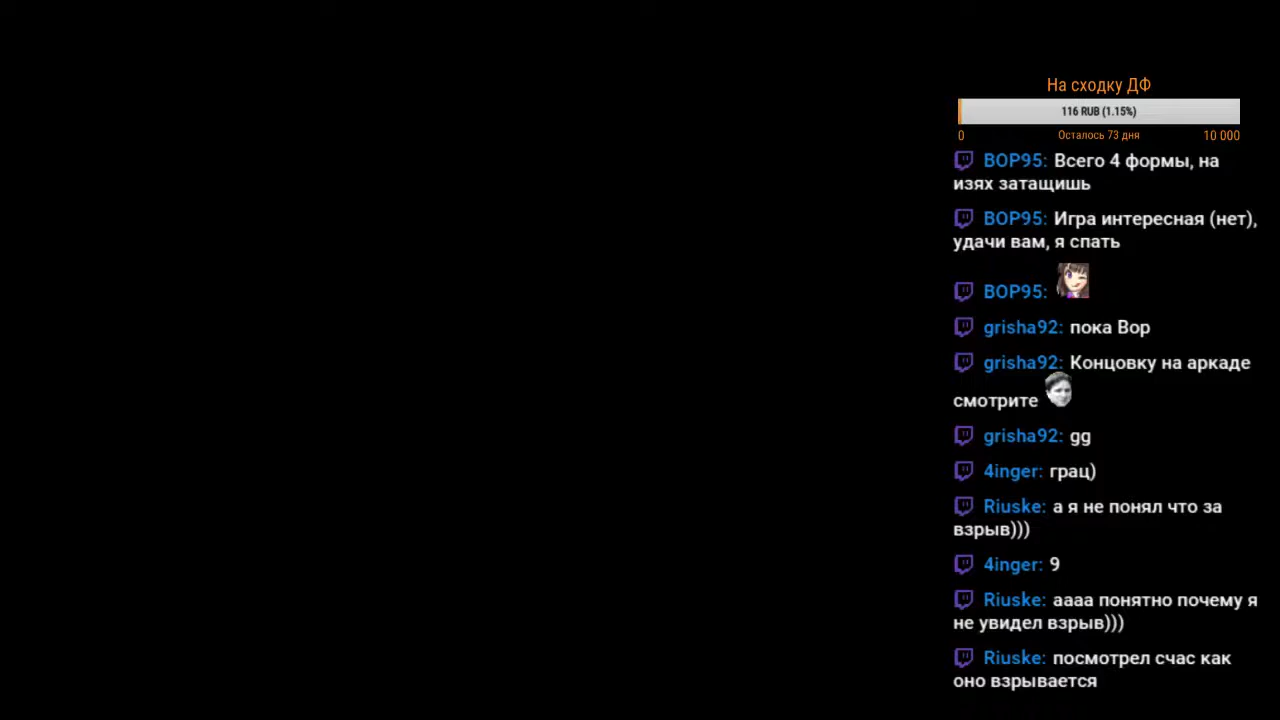 На сходку ДФ
116 RUB (1.15%)
0 Осталось 73 дня 10 000
BOP95: Всего 4 формы, на
изях затащишь
BOP95: Игра интересная (нет),
удачи вам, я спать
BOP95:
grisha92: пока Вор
grisha92: Концовку на аркаде
смотрите
grisha92: gg
4inger: грац)
Riuske: а я не понял что за
взрыв)))
4inger: 9
Riuske: аааа понятно почему я
не увидел взрыв)))
Riuske: посмотрел счас как
оно взрывается